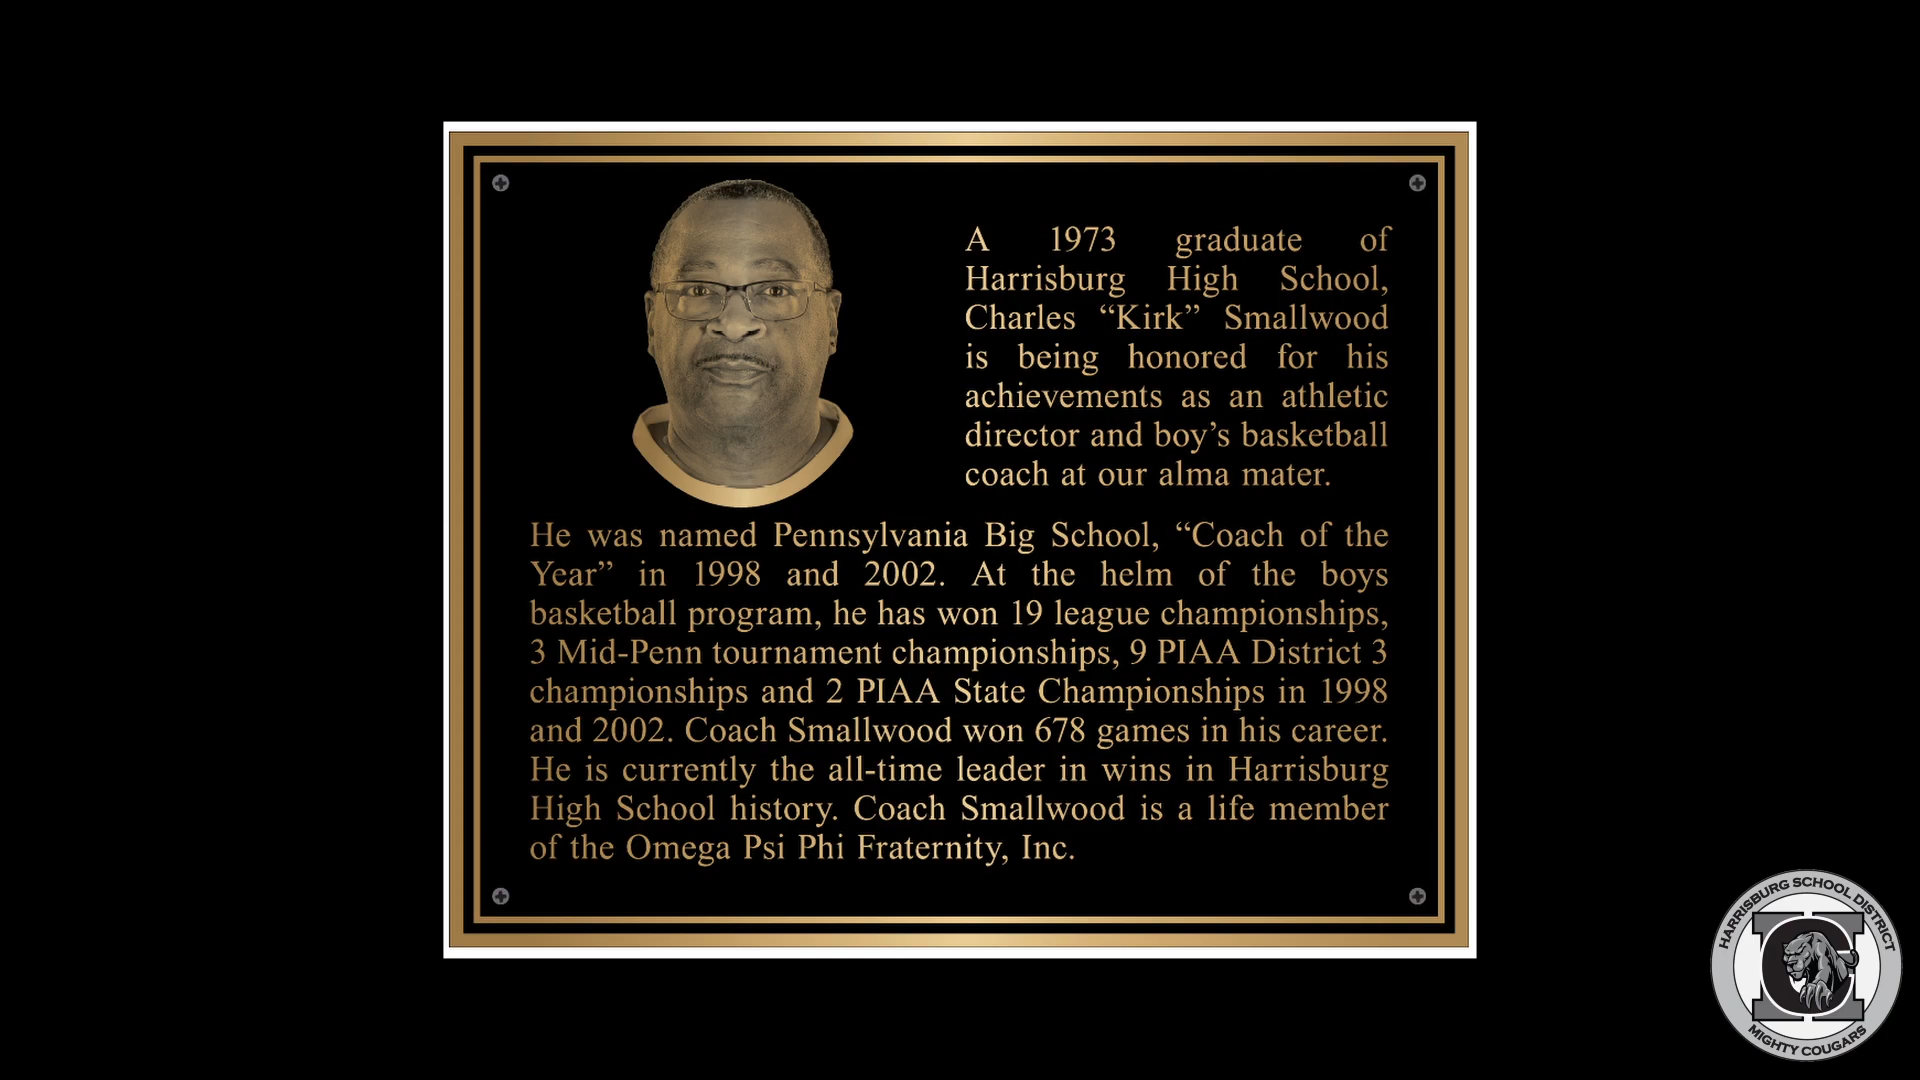 A 1973 graduate of
Harrisburg High School,
Charles “Kirk” Smallwood
is being honored for his
achievements as an athletic
director and boy’s basketball
coach at our alma mater.
He was named Pennsylvania Big School, “Coach of the
Year” in 1998 and 2002. At the helm of the boys
basketball program, he has won 19 league championships,
3 Mid-Penn tournament championships, 9 PIAA District 3
championships and 2 PIAA State Championships in 1998
and 2002. Coach Smallwood won 678 games in his career.
He is currently the all-time leader in wins in Harrisburg
High School history. Coach Smallwood is a life member
of the Omega Psi Phi Fraternity, Inc.
HARRISBURG SCHOOL DISTRICT
MIGHTY COUGARS